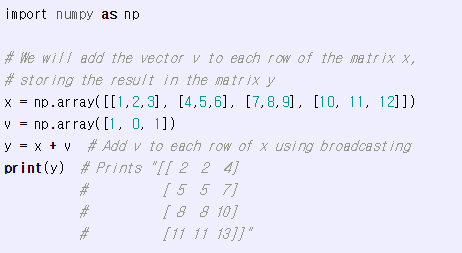 import numpy as np
# We will add the vector v to each row of the matrix x,
# storing the result in the matrix y
x = np.array([[1,2,3], [4,5,6], [7,8,9], [10, 11, 12]])
v = np.array([1, 0, 1])
y = x + v  # Add v to each row of x using broadcasting
print(y)  # Prints "[[ 2  2  4]
          #          [ 5  5  7]
          #          [ 8  8 10]
          #          [11 11 13]]"